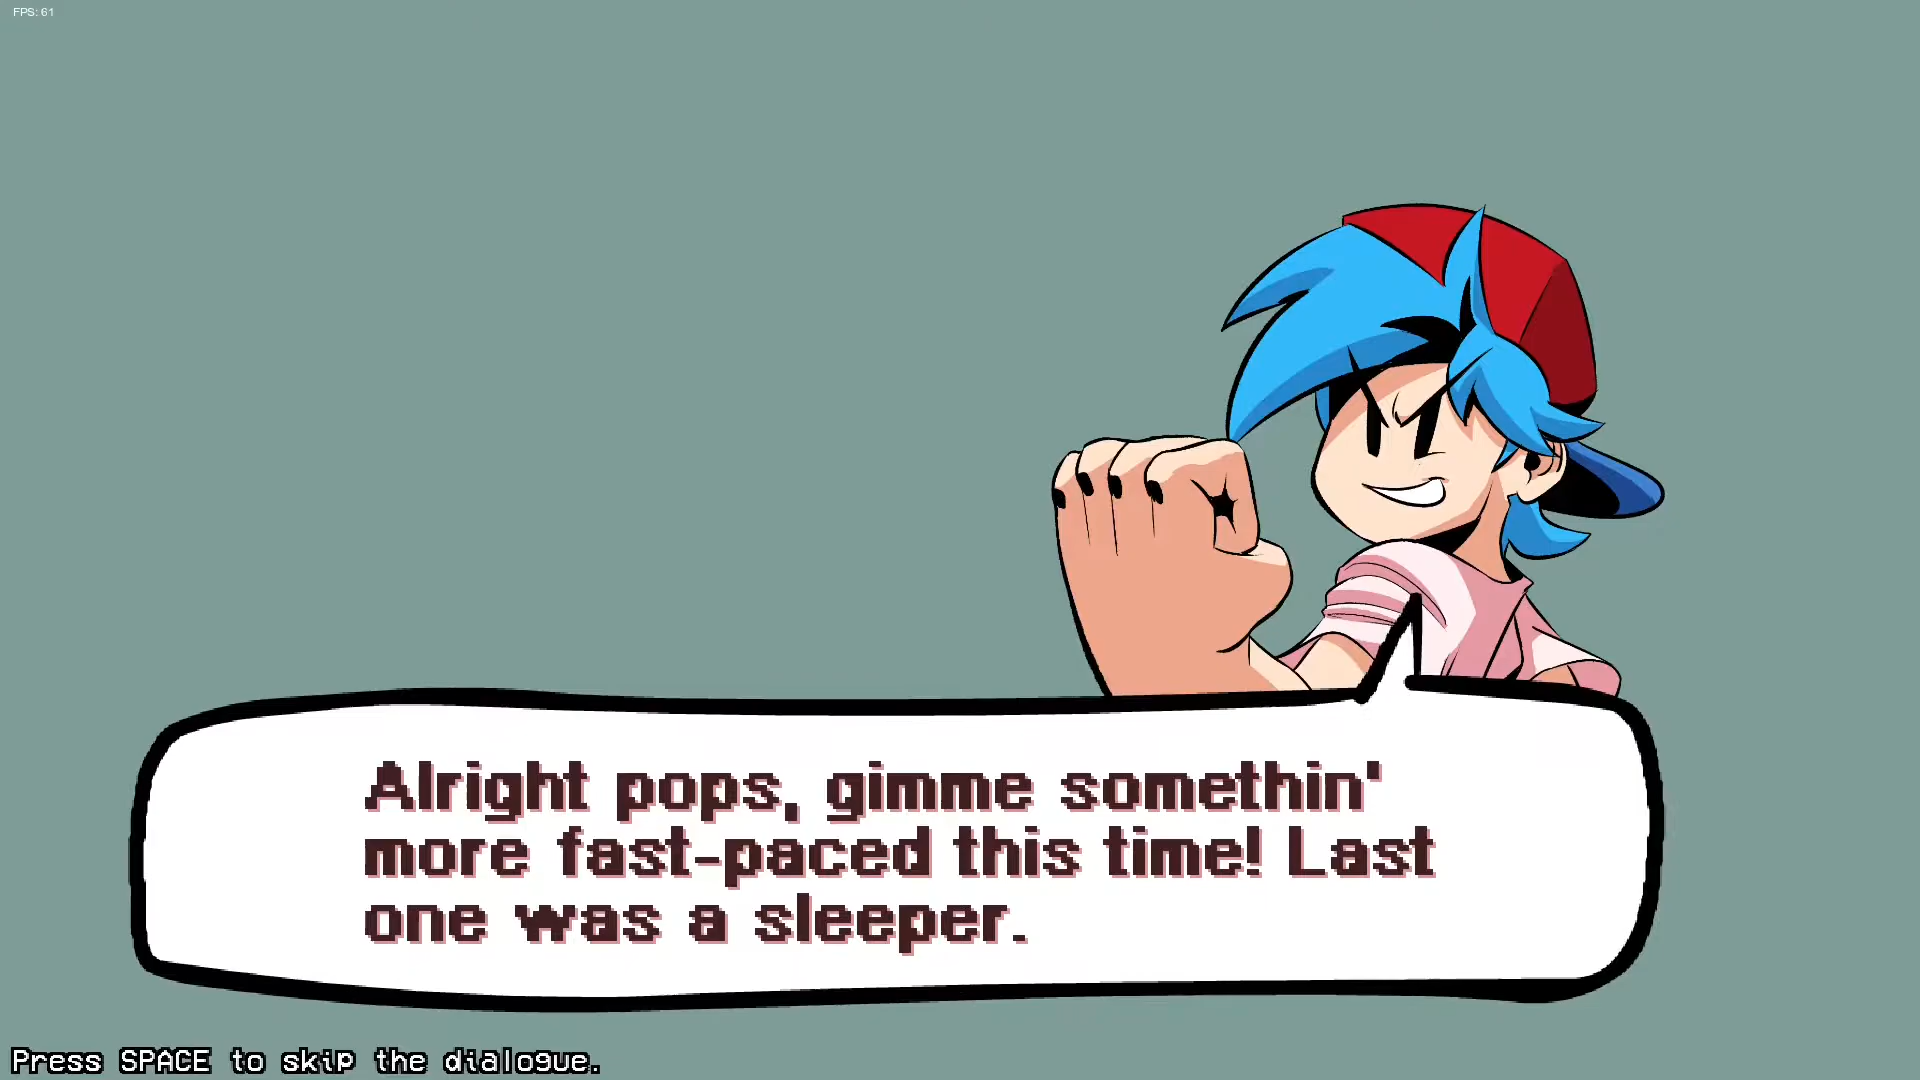 FPS: 61
Alright pops, gimme somethin'
more fast-paced this time! Last
one was a sleeper.
Press SPACE to skip the dialogue.